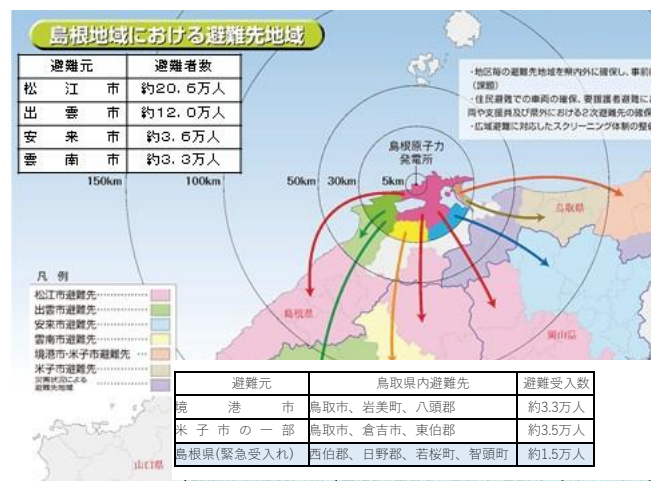 島根地域における避難先地域
避難元 避難者数
松江市 約20.6万人
出雲市 約12.0万人
安来市 約3.6万人
雲南市 約3.3万人
・地区毎の避難先地域を県内外に確保し、事前
(課題)
・住民避難での車両の確保、要援護者避難に
両や支援員及び県外における2次避難先の確保
・広域避難に対応したスクリーニング体制の整備
島根原子力
発電所
150km 100km 50km 30km 5km
鳥取県
島根県
岡山県
山口県
凡例
松江市避難先
出雲市避難先
安来市避難先
雲南市避難先
境港市・米子市避難先
米子市避難先
災害状況による
避難先地域
避難元 鳥取県内避難先 避難受入数
境港市 鳥取市、岩美町、八頭郡 約3.3万人
米子市の一部 鳥取市、倉吉市、東伯郡 約3.5万人
島根県(緊急受入れ) 西伯郡、日野郡、若桜町、智頭町 約1.5万人